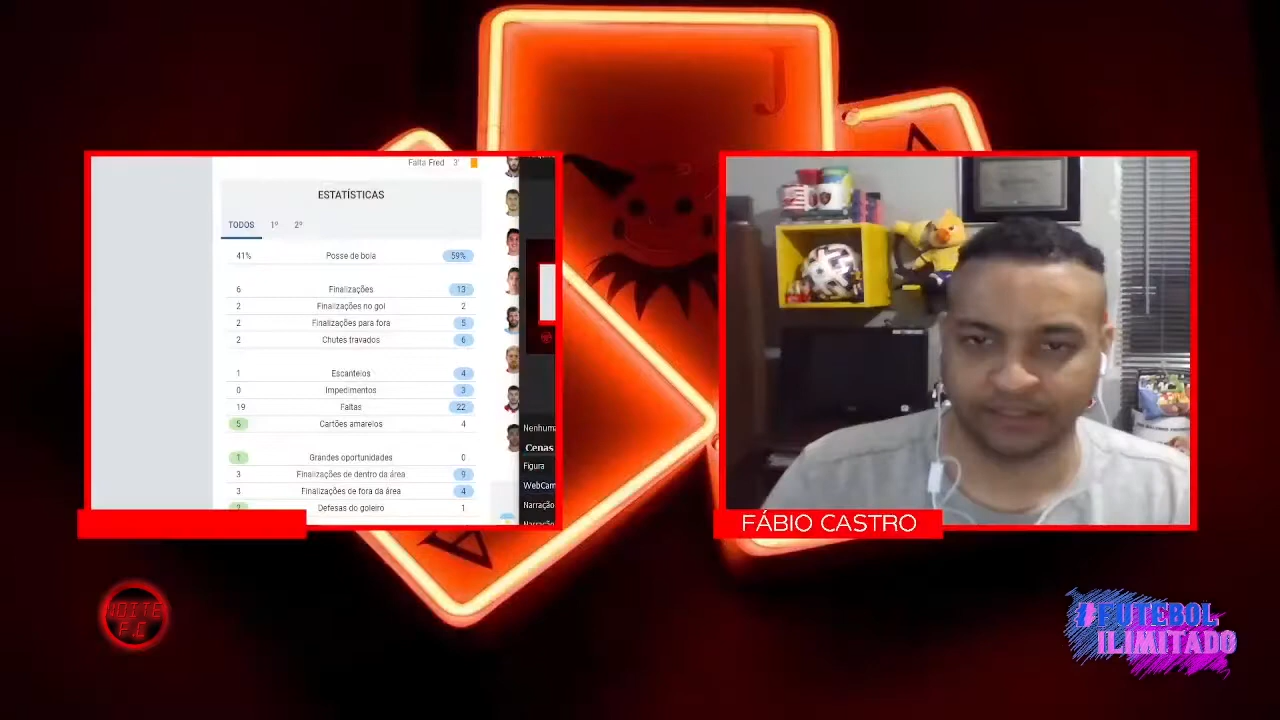 J
A
Falta Fred 3'
ESTATÍSTICAS
TODOS 1º 2º
41% Posse de bola 59%
6 Finalizações 13
2 Finalizações no gol 2
2 Finalizações para fora 5
2 Chutes travados 6
1 Escanteios 4
0 Impedimentos 3
19 Faltas 22
5 Cartões amarelos 4
1 Grandes oportunidades 0
3 Finalizações de dentro da área 9
3 Finalizações de fora da área 4
Defesas do goleiro 1
Nenhuma
Cenas
Figura
WebCam
Narração
FÁBIO CASTRO
A
NOITE
F.C
#FUTEBOL
ILIMITADO